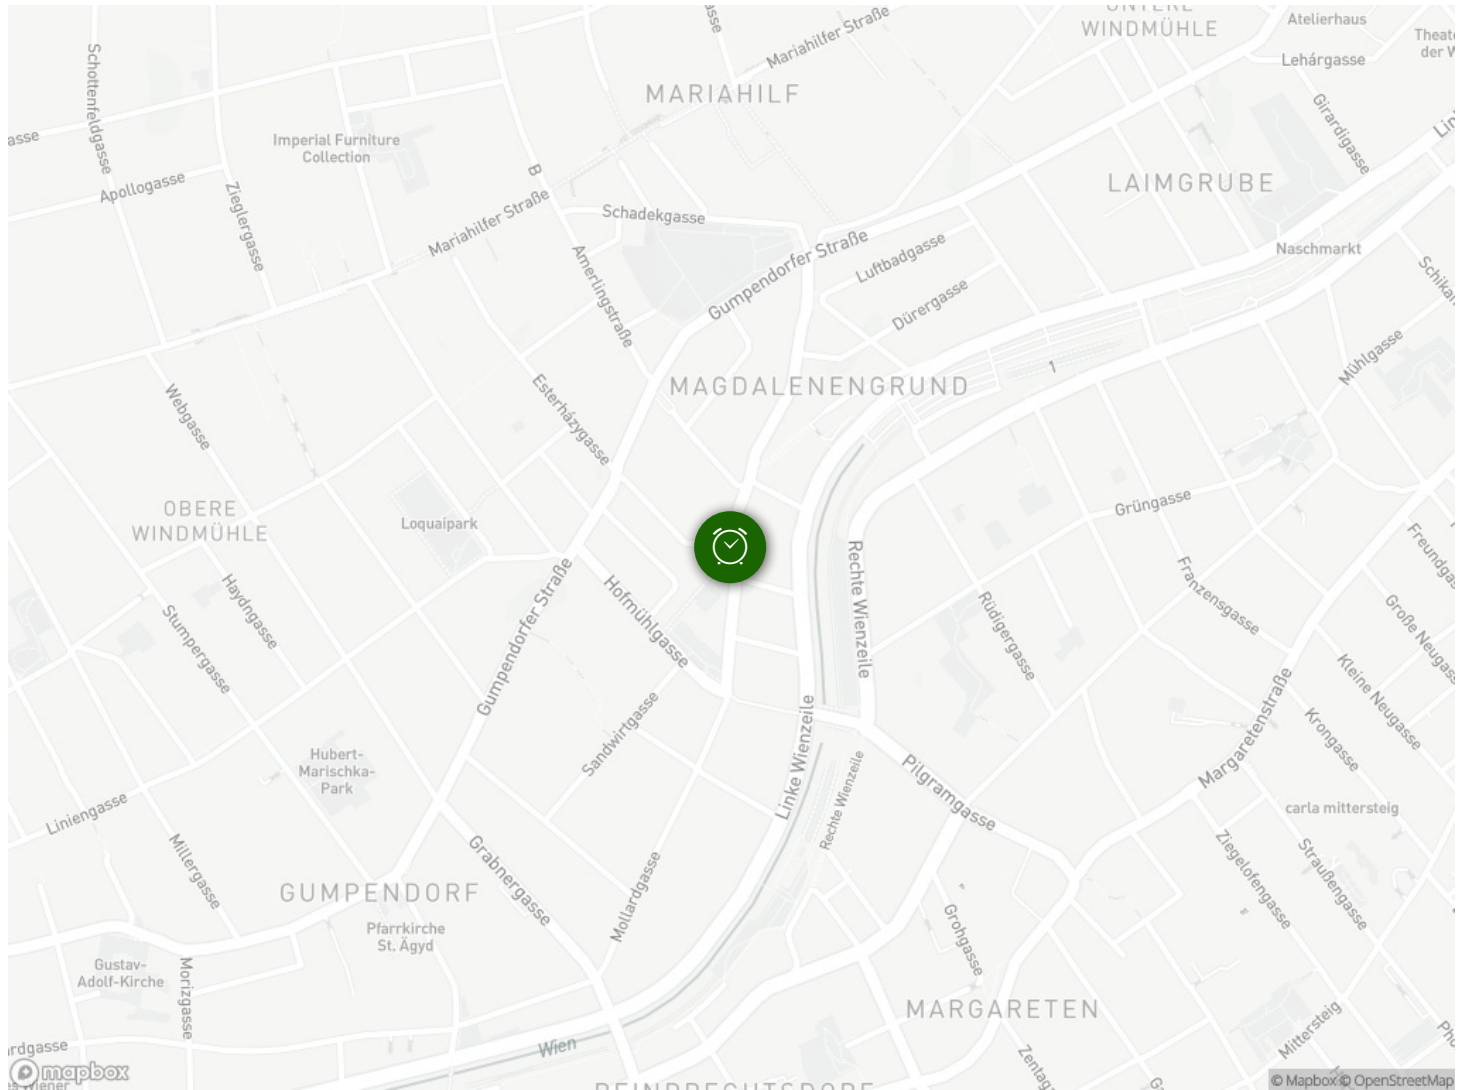 UNTERE
WINDMÜHLE
Atelierhaus
Lehárgasse
Mariahilfer Straße
MARIAHILF
Schottenfeldgasse
Imperial Furniture
Collection
Girardigasse
B
Apollogasse
Zieglergasse
LAIMGRUBE
Mariahilfer Straße
Schadekgasse
Amerlingstraße
Gumpendorfer Straße
Luftbadgasse
Dürergasse
Naschmarkt
Mühlgasse
1
MAGDALENENGRUND
Webgasse
Esterházygasse
OBERE
WINDMÜHLE
Loquaipark
Grüngasse
Franzensgasse
Rüdigergasse
Rechte Wienzeile
Hofmühlgasse
Gumpendorfer Straße
Haydngasse
Stumpergasse
Sandwirtgasse
Linke Wienzeile
Rechte Wienzeile
Pilgramgasse
Margaretenstraße
Krongasse
Kleine Neugasse
Große Neugass
Hubert-
Marischka-
Park
Liniengasse
Millergasse
carla mittersteig
Ziegelofengasse
Straußengasse
GUMPENDORF
Grabnergasse
Mollardgasse
Grohgasse
Pfarrkirche
St. Ägyd
Gustav-
Adolf-Kirche
Morizgasse
MARGARETEN
Mittersteig
Wien
mapbox
© Mapbox © OpenStreetMap